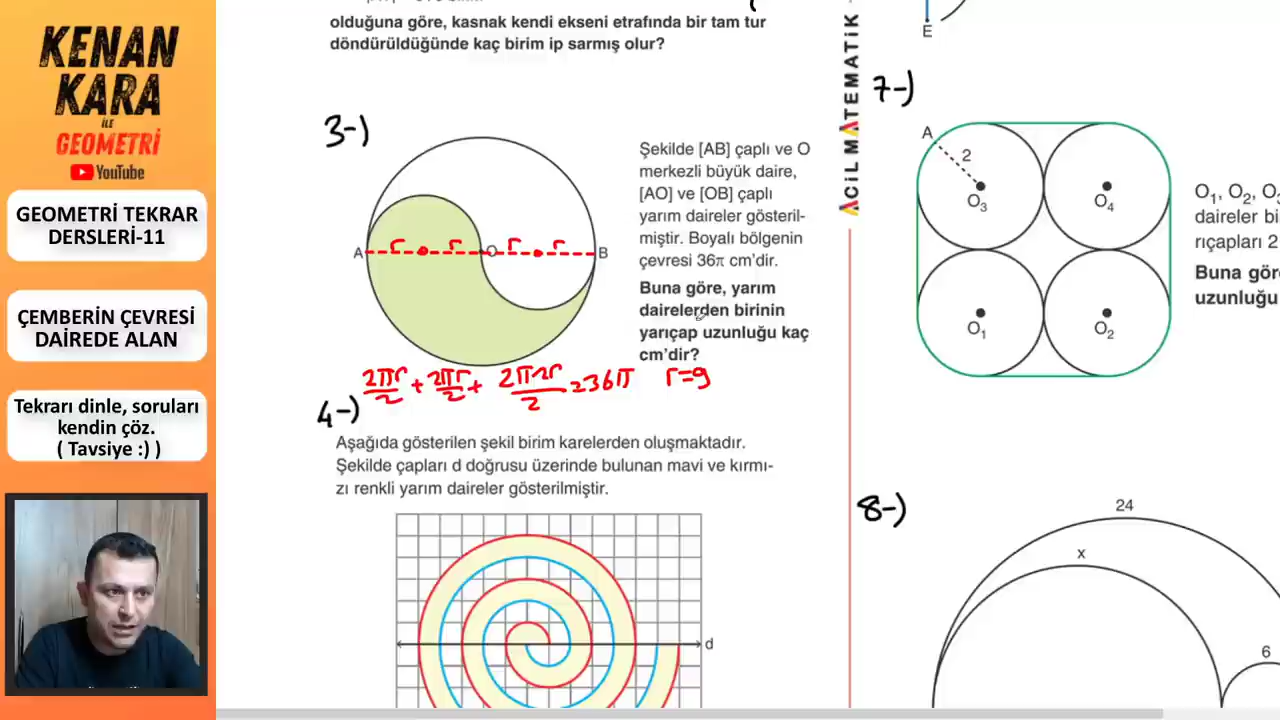 KENAN
KARA
İLE
GEOMETRİ
YouTube
GEOMETRİ TEKRAR
DERSLERİ-11
ÇEMBERİN ÇEVRESİ
DAİREDE ALAN
Tekrarı dinle, soruları
kendin çöz.
( Tavsiye :) )
olduğuna göre, kasnak kendi ekseni etrafında bir tam tur
döndürüldüğünde kaç birim ip sarmış olur?
3-)
A
r
r
O
r
r
B
Şekilde [AB] çaplı ve O
merkezli büyük daire,
[AO] ve [OB] çaplı
yarım daireler gösteril-
miştir. Boyalı bölgenin
çevresi 36π cm'dir.
Buna göre, yarım
dairelerden birinin
yarıçap uzunluğu kaç
cm'dir?
2πr/2 + 2πr/2 + 2π2r/2 = 36π r=9
4-)
Aşağıda gösterilen şekil birim karelerden oluşmaktadır.
Şekilde çapları d doğrusu üzerinde bulunan mavi ve kırmı-
zı renkli yarım daireler gösterilmiştir.
d
ACİL MATEMATİK
E
7-)
A
2
O3
O4
O1
O2
O1, O2, O3
daireler bi
rıçapları 2
Buna gör
uzunluğu
8-)
24
x
6